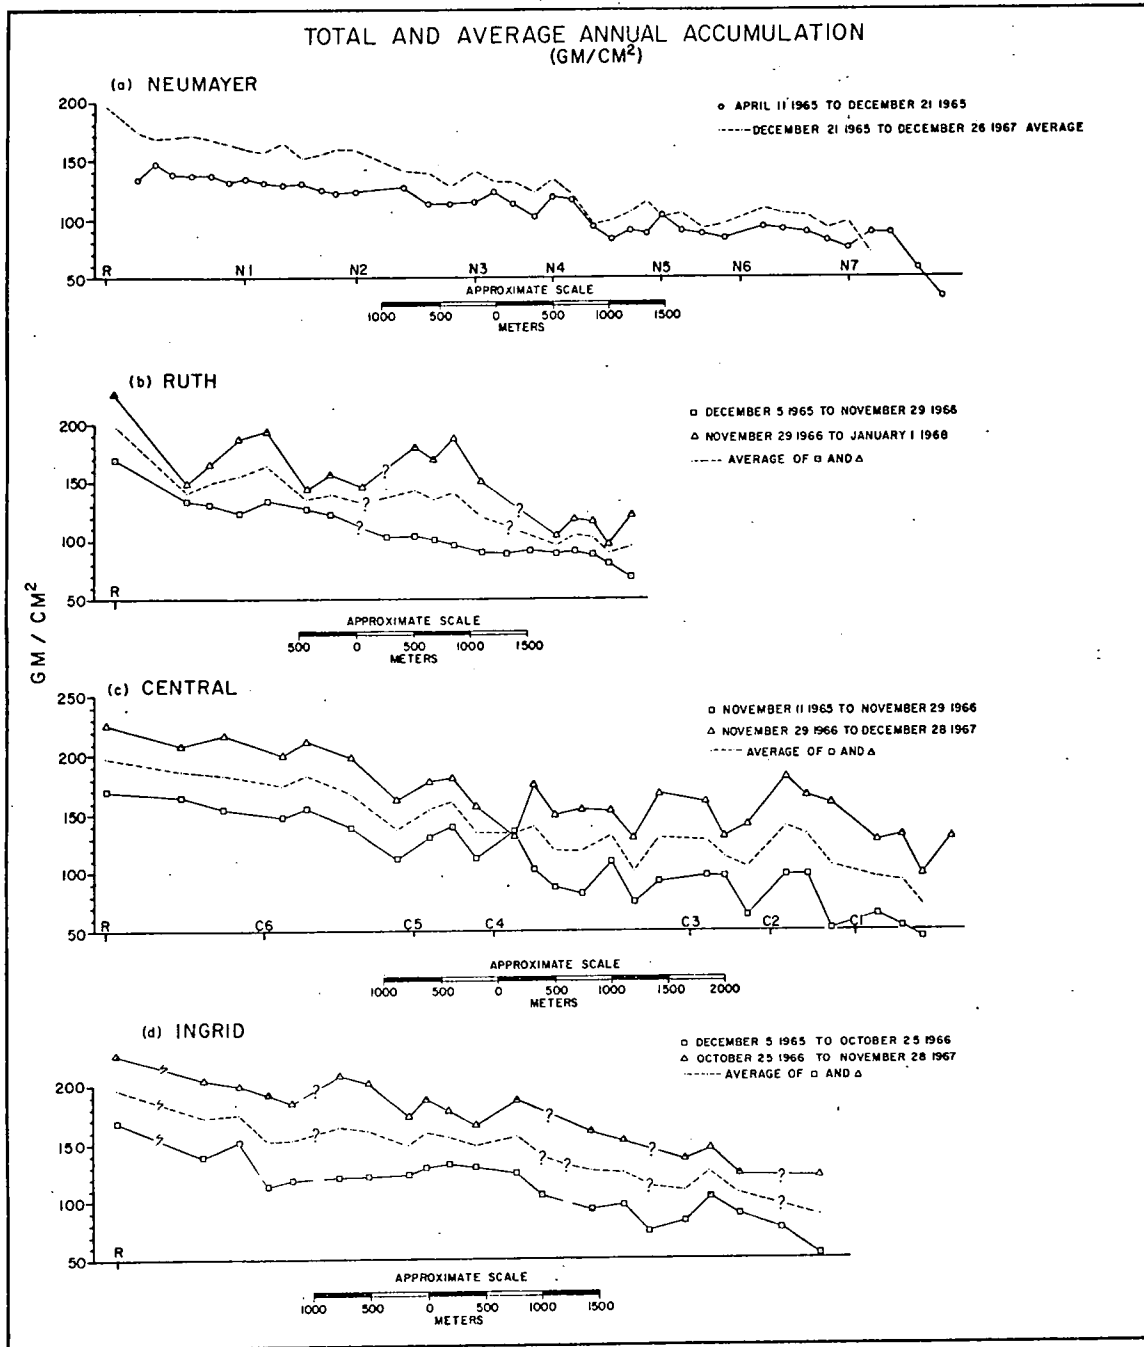 TOTAL AND AVERAGE ANNUAL ACCUMULATION
(GM/CM²)
GM / CM²
(a) NEUMAYER
APRIL 11 1965 TO DECEMBER 21 1965
DECEMBER 21 1965 TO DECEMBER 26 1967 AVERAGE
200
150
100
50
R N1 N2 N3 N4 N5 N6 N7
APPROXIMATE SCALE
1000 500 0 500 1000 1500
METERS
(b) RUTH
DECEMBER 5 1965 TO NOVEMBER 29 1966
NOVEMBER 29 1966 TO JANUARY 1 1968
AVERAGE OF □ AND △
200
150
100
50
? ? ? ? ?
R
APPROXIMATE SCALE
500 0 500 1000 1500
METERS
(c) CENTRAL
NOVEMBER 11 1965 TO NOVEMBER 29 1966
NOVEMBER 29 1966 TO DECEMBER 28 1967
AVERAGE OF □ AND △
250
200
150
100
50
R C6 C5 C4 C3 C2 C1
APPROXIMATE SCALE
1000 500 0 500 1000 1500 2000
METERS
(d) INGRID
DECEMBER 5 1965 TO OCTOBER 25 1966
OCTOBER 25 1966 TO NOVEMBER 28 1967
AVERAGE OF □ AND △
200
150
100
50
? ? ? ? ? ? ? ? ?
R
APPROXIMATE SCALE
1000 500 0 500 1000 1500
METERS